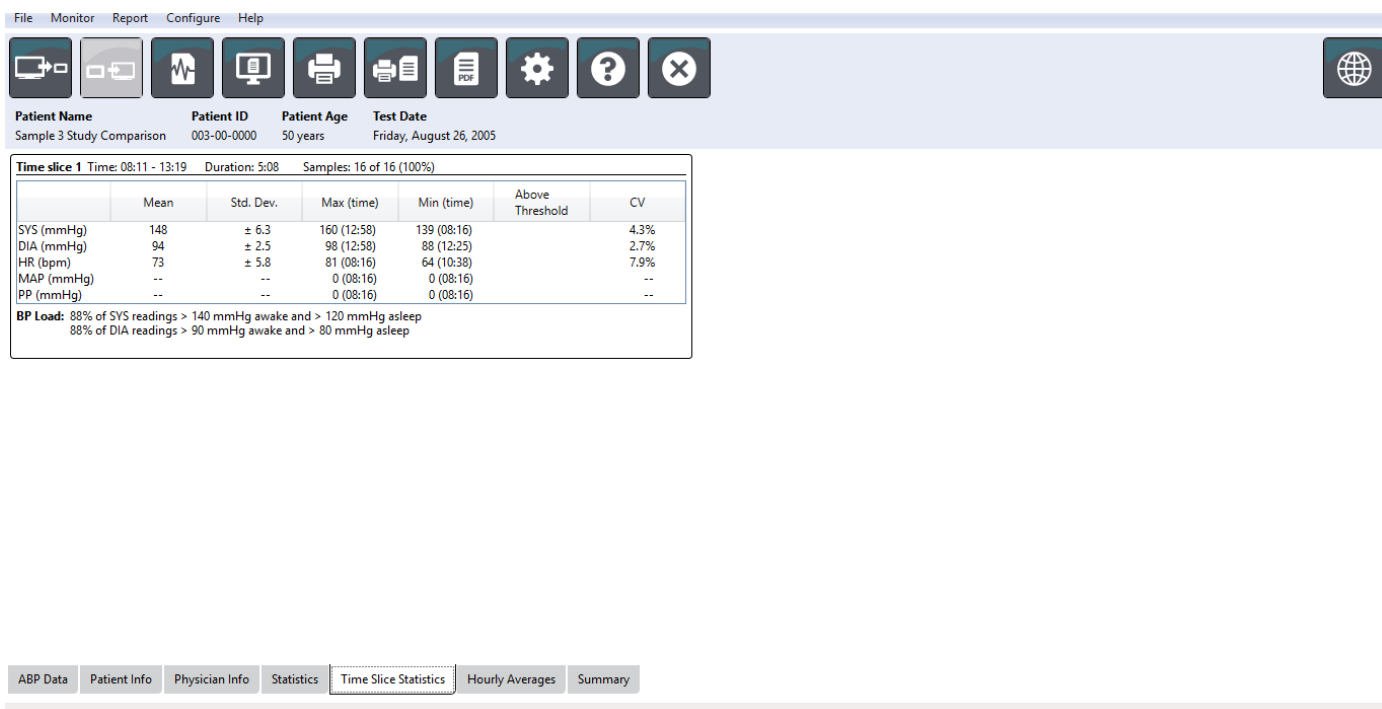 File Monitor Report Configure Help
PDF
Patient Name Patient ID Patient Age Test Date
Sample 3 Study Comparison 003-00-0000 50 years Friday, August 26, 2005
Time slice 1 Time: 08:11 - 13:19 Duration: 5:08 Samples: 16 of 16 (100%)
Mean Std. Dev. Max (time) Min (time) Above Threshold CV
SYS (mmHg) 148 ± 6.3 160 (12:58) 139 (08:16) 4.3%
DIA (mmHg) 94 ± 2.5 98 (12:58) 88 (12:25) 2.7%
HR (bpm) 73 ± 5.8 81 (08:16) 64 (10:38) 7.9%
MAP (mmHg) -- -- 0 (08:16) 0 (08:16) --
PP (mmHg) -- -- 0 (08:16) 0 (08:16) --
BP Load: 88% of SYS readings > 140 mmHg awake and > 120 mmHg asleep
88% of DIA readings > 90 mmHg awake and > 80 mmHg asleep
ABP Data Patient Info Physician Info Statistics Time Slice Statistics Hourly Averages Summary